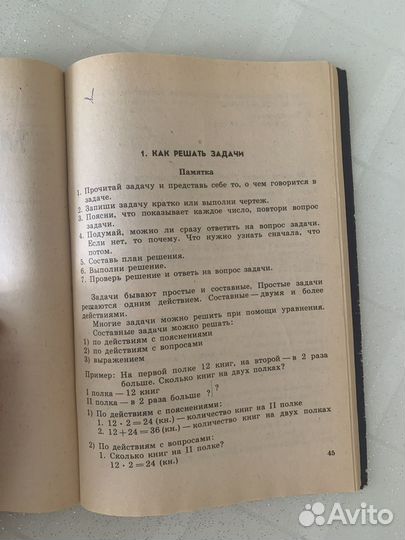 1. КАК РЕШАТЬ ЗАДАЧИ
Памятка
1. Прочитай задачу и представь себе то, о чем говорится в
задаче.
2. Запиши задачу кратко или выполни чертеж.
3. Поясни, что показывает каждое число, повтори вопрос
задачи.
4. Подумай, можно ли сразу ответить на вопрос задачи.
Если нет, то почему. Что нужно узнать сначала, что
потом.
5. Составь план решения.
6. Выполни решение.
7. Проверь решение и ответь на вопрос задачи.
Задачи бывают простые и составные. Простые задачи
решаются одним действием. Составные — двумя и более
действиями.
Многие задачи можно решить при помощи уравнения.
Составные задачи можно решать:
1) по действиям с пояснениями
2) по действиям с вопросами
3) выражением
Пример: На первой полке 12 книг, на второй — в 2 раза
больше. Сколько книг на двух полках?
I полка — 12 книг
II полка — в 2 раза больше ? ?
1) По действиям с пояснениями:
1. 12 · 2 = 24 (кн.) — количество книг на II полке
2. 12 + 24 = 36 (кн.) — количество книг на двух полках
2) По действиям с вопросами:
1. Сколько книг на II полке?
12 · 2 = 24 (кн.)
45
Avito